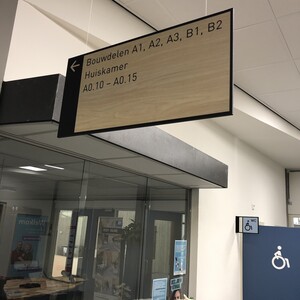 ← Bouwdelen A1, A2, A3, B1, B2
Huiskamer
A0.10 – A0.15